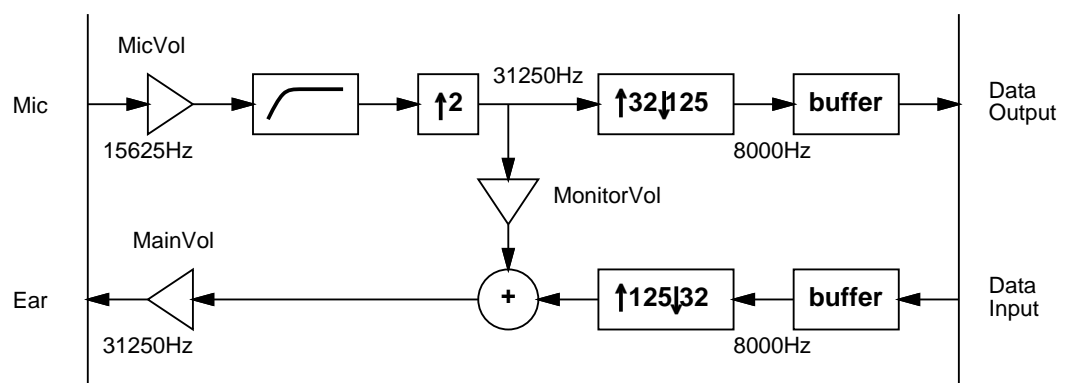 MicVol
31250Hz
Mic
↑2
↑32↓125
buffer
Data
Output
15625Hz
8000Hz
MonitorVol
MainVol
Ear
+
↑125↓32
buffer
Data
Input
31250Hz
8000Hz